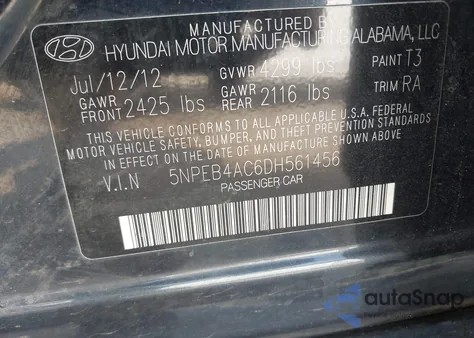 MANUFACTURED BY
HYUNDAI MOTOR MANUFACTURING ALABAMA, LLC
Jul/12/12 GVWR 4299 lbs PAINT T3
GAWR FRONT 2425 lbs GAWR REAR 2116 lbs TRIM RA
THIS VEHICLE CONFORMS TO ALL APPLICABLE U.S.A. FEDERAL
MOTOR VEHICLE SAFETY, BUMPER, AND THEFT PREVENTION
STANDARDS IN EFFECT ON THE DATE OF MANUFACTURE SHOWN ABOVE.
V.I.N 5NPEB4AC6DH561456
PASSENGER CAR
autoSnap